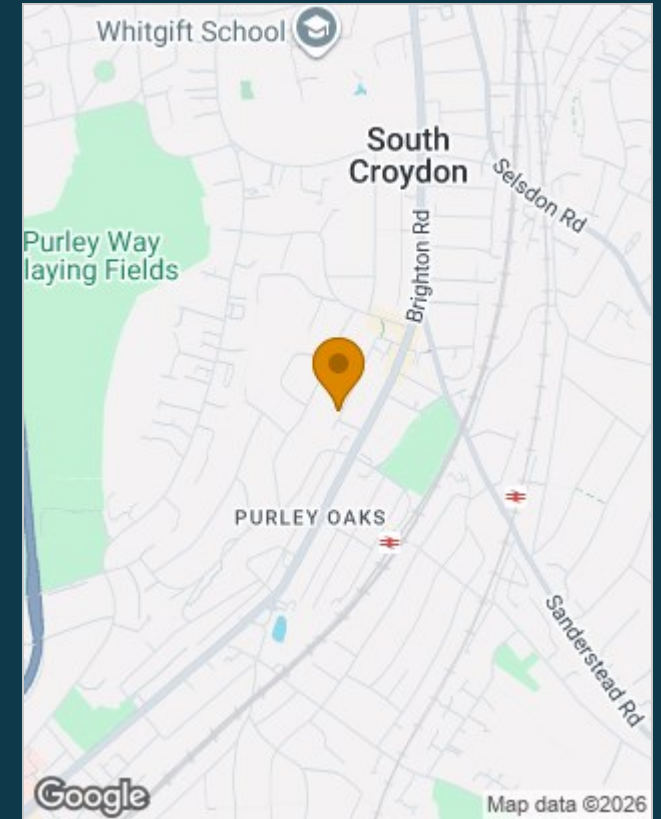 Whitgift School
South
Croydon
Selsdon Rd
Brighton Rd
Purley Way
laying Fields
PURLEY OAKS
Sanderstead Rd
Google
Map data ©2026